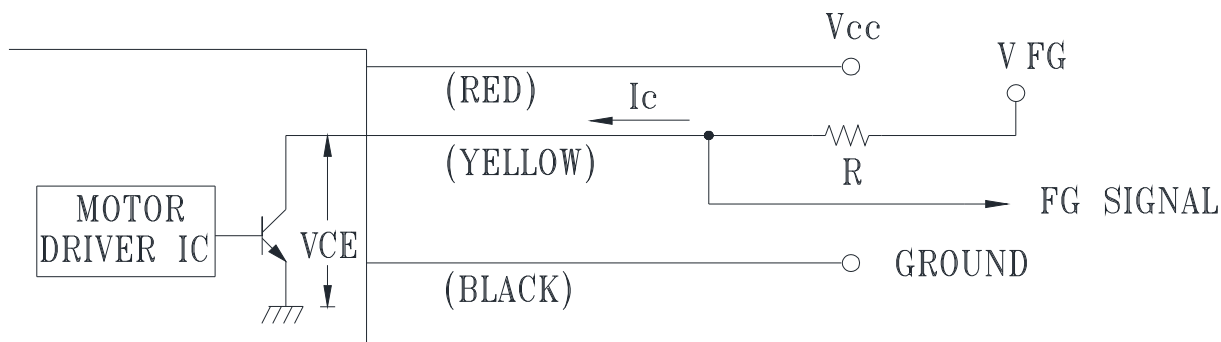 Vcc
V FG
(RED)
Ic
(YELLOW)
R
MOTOR
DRIVER IC
VCE
FG SIGNAL
(BLACK)
GROUND